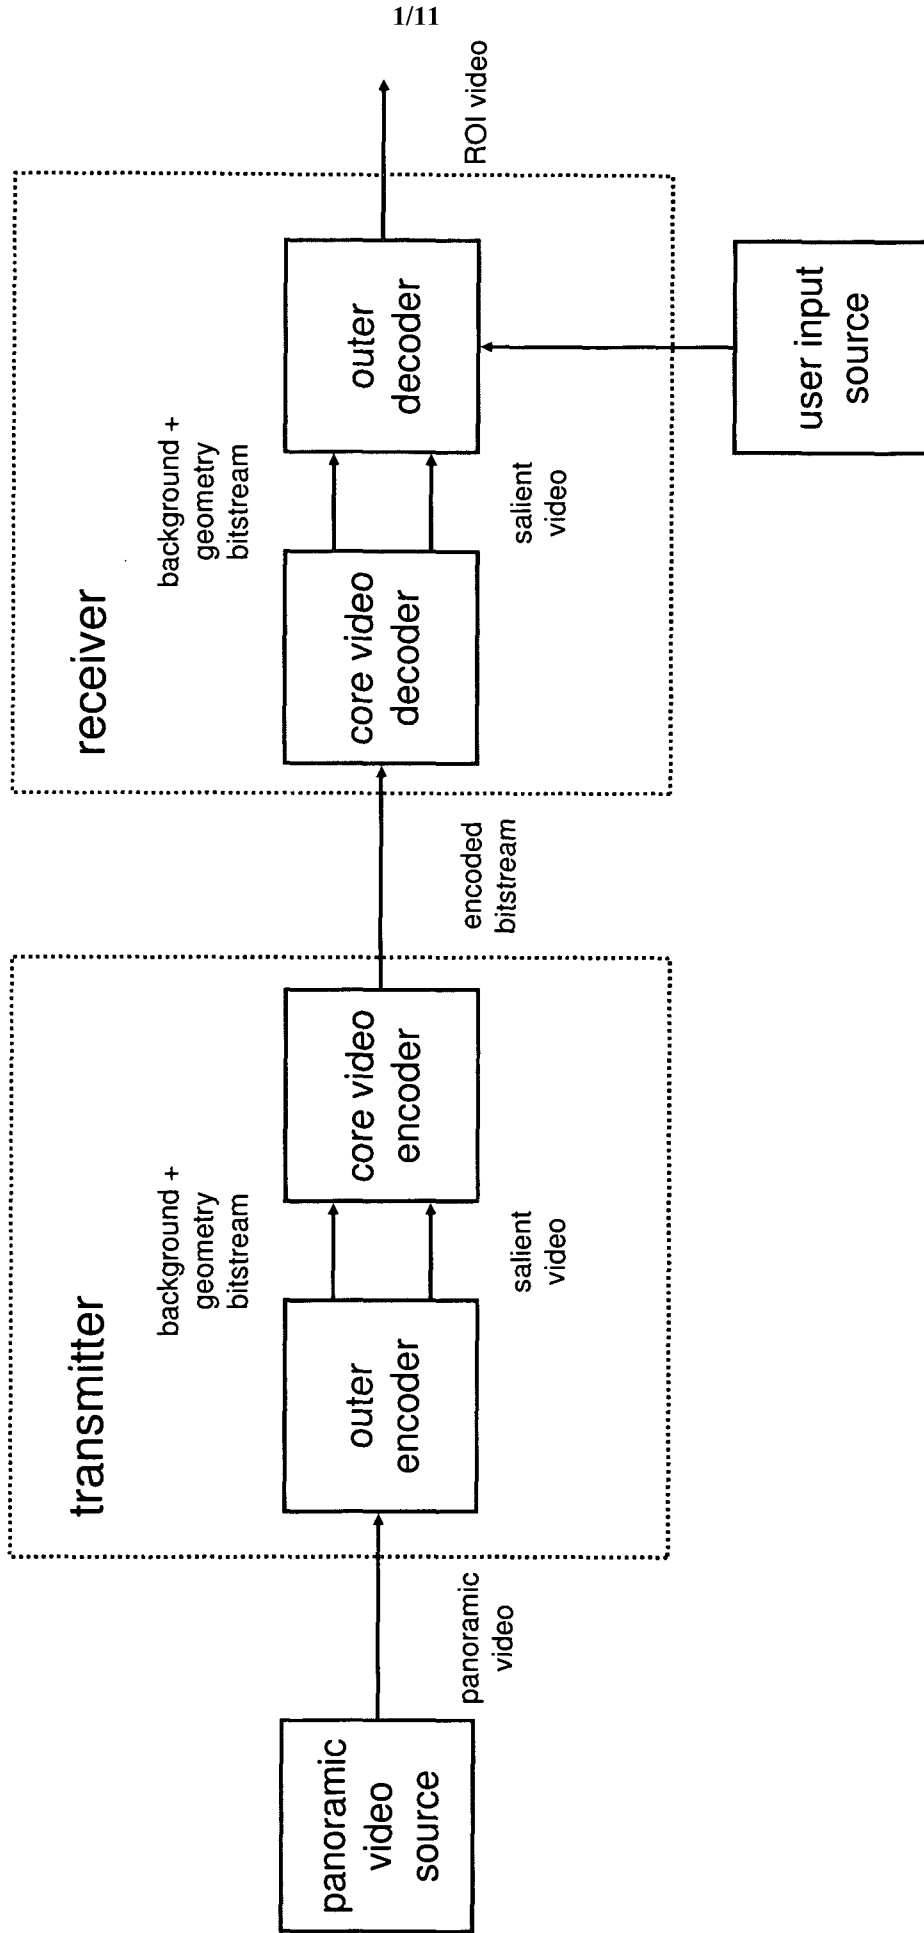 1/11
transmitter
receiver
panoramic
video
source
panoramic
video
outer
encoder
background +
geometry
bitstream
salient
video
core video
encoder
encoded
bitstream
core video
decoder
background +
geometry
bitstream
salient
video
outer
decoder
ROI video
user input
source